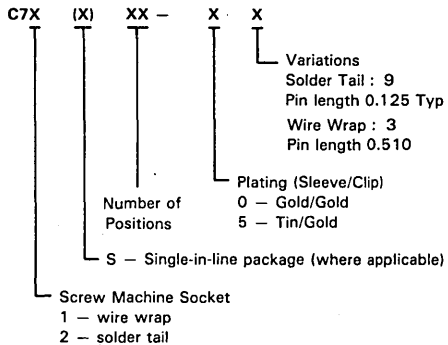 C7X (X) XX – X X
Variations
Solder Tail : 9
Pin length 0.125 Typ
Wire Wrap : 3
Pin length 0.510
Plating (Sleeve/Clip)
0 – Gold/Gold
5 – Tin/Gold
Number of
Positions
S – Single-in-line package (where applicable)
Screw Machine Socket
1 – wire wrap
2 – solder tail